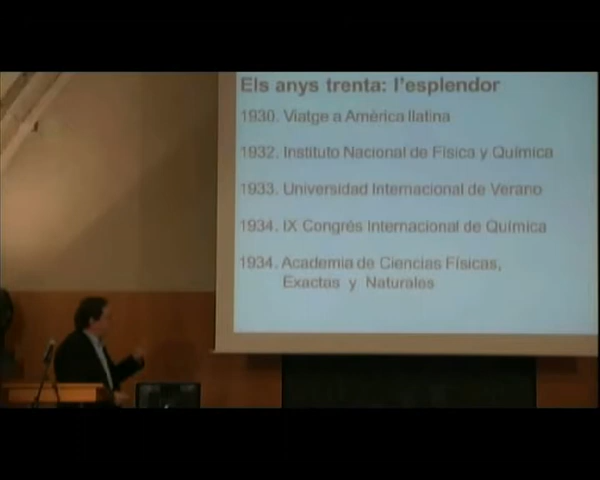 Els anys trenta: l'esplendor
1930. Viatge a Amèrica llatina
1932. Instituto Nacional de Física y Química
1933. Universidad Internacional de Verano
1934. IX Congrés Internacional de Química
1934. Academia de Ciencias Físicas,
Exactas y Naturales